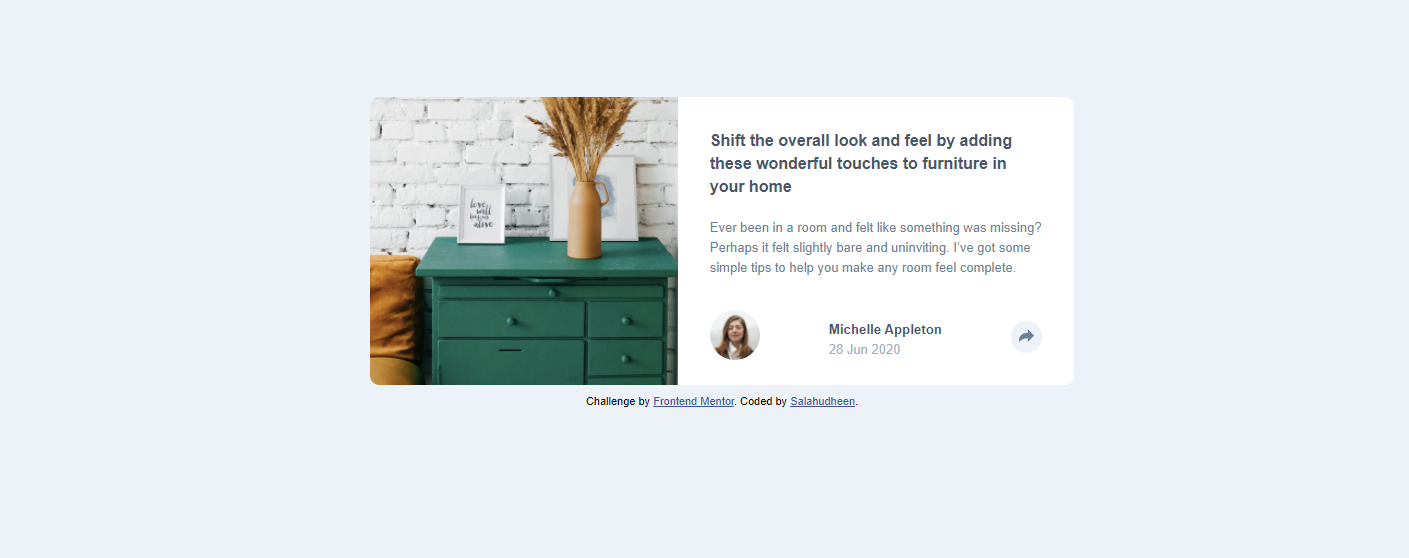 love
will
keep us
alive
Shift the overall look and feel by adding
these wonderful touches to furniture in
your home
Ever been in a room and felt like something was missing?
Perhaps it felt slightly bare and uninviting. I’ve got some
simple tips to help you make any room feel complete.
Michelle Appleton
28 Jun 2020
Challenge by Frontend Mentor. Coded by Salahudheen.